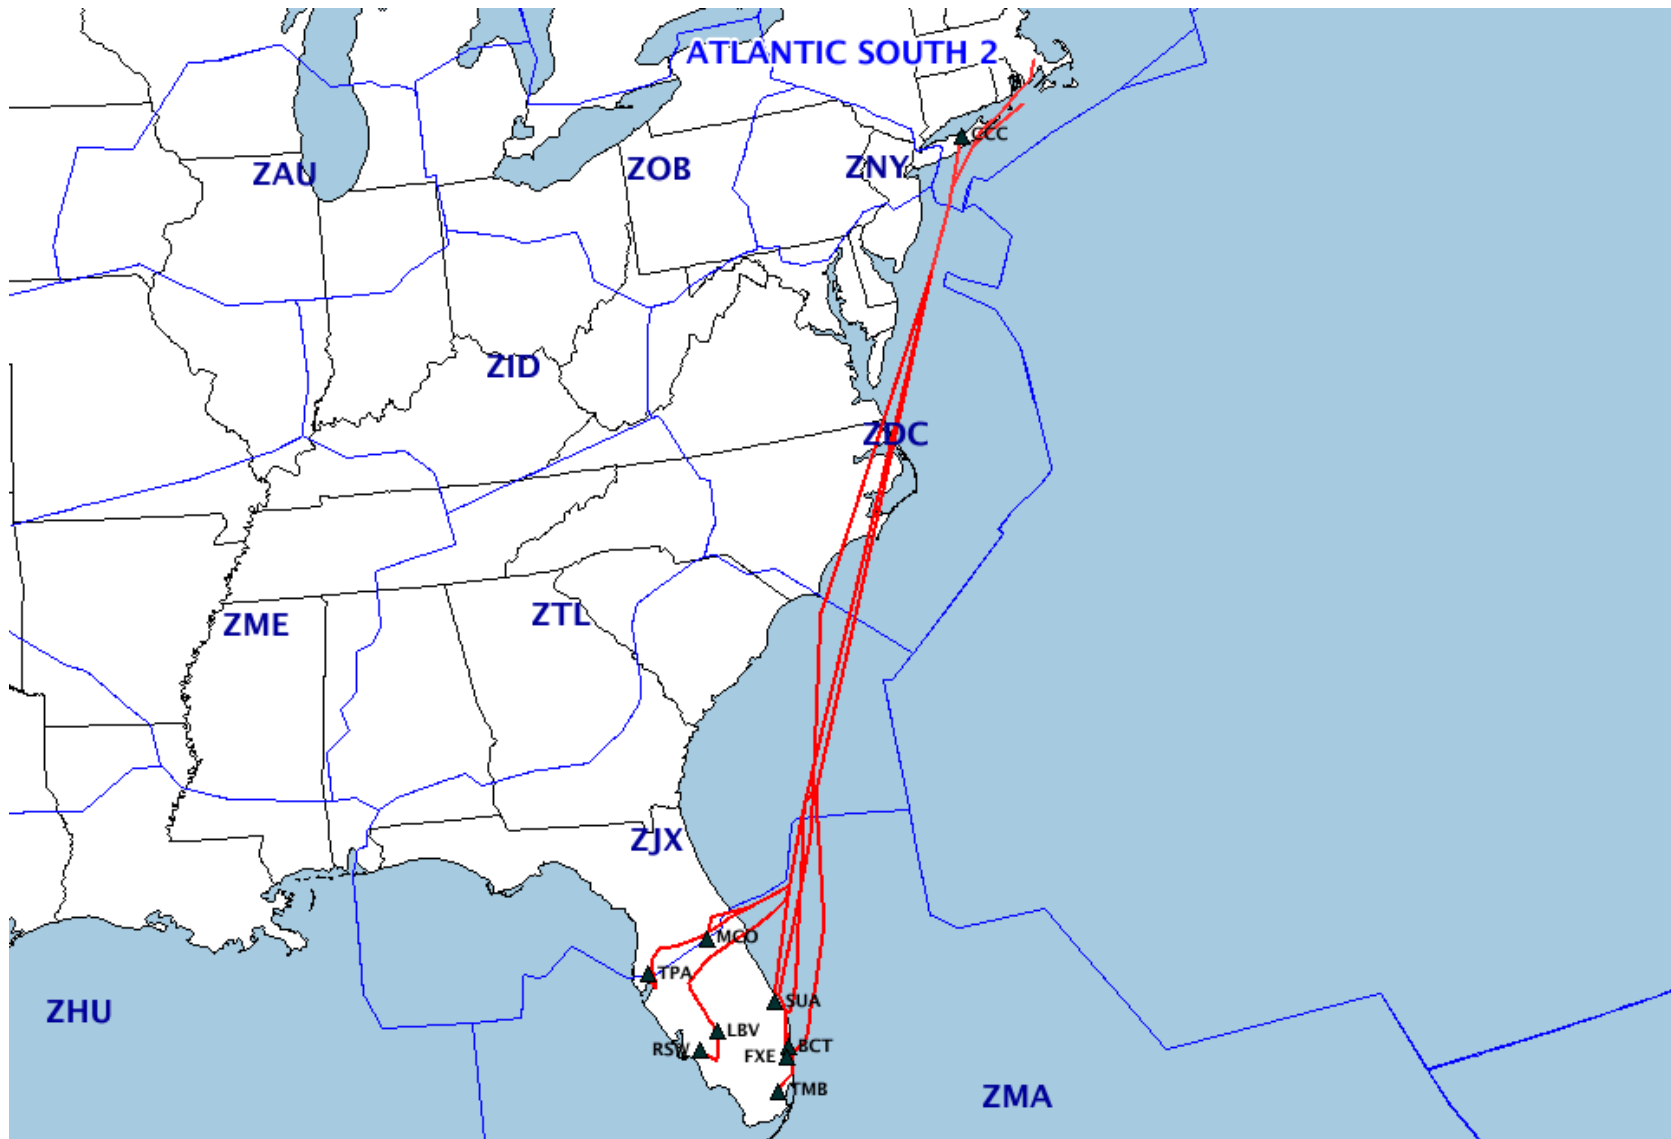 ATLANTIC SOUTH 2
CCC
ZAU
ZOB
ZNY
ZID
ZDC
ZME
ZTL
ZJX
MCO
TPA
SUA
ZHU
LBV
RSW
BCT
FXE
TMB
ZMA